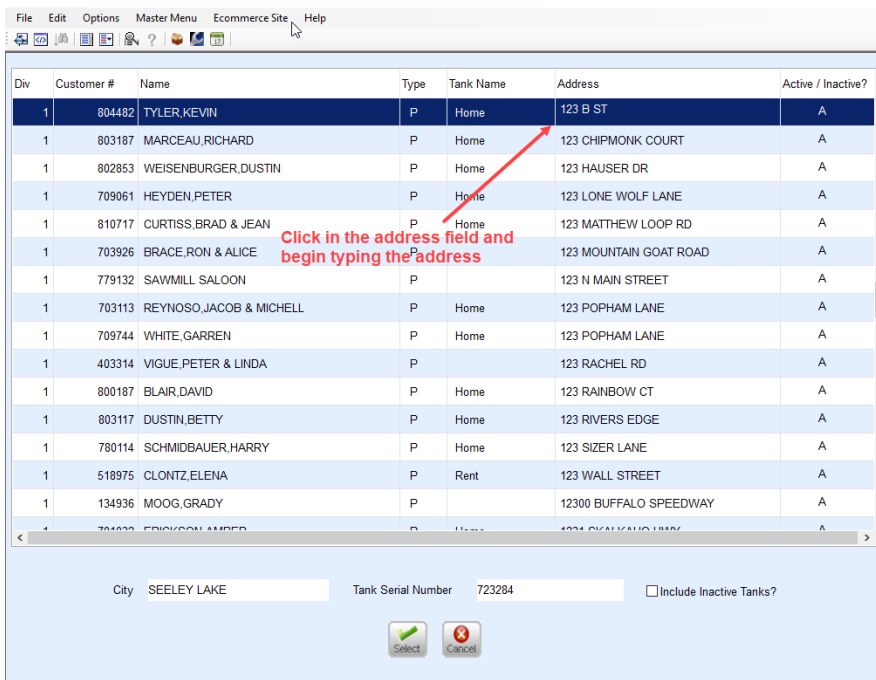 File Edit Options Master Menu Ecommerce Site Help
Div Customer # Name Type Tank Name Address Active / Inactive?
1 804482 TYLER,KEVIN P Home 123 B ST A
1 803187 MARCEAU,RICHARD P Home 123 CHIPMONK COURT A
1 802853 WEISENBURGER,DUSTIN P Home 123 HAUSER DR A
1 709061 HEYDEN,PETER P Home 123 LONE WOLF LANE A
1 810717 CURTISS,BRAD & JEAN P Home 123 MATTHEW LOOP RD A
Click in the address field and
begin typing the address
1 703926 BRACE,RON & ALICE P 123 MOUNTAIN GOAT ROAD A
1 779132 SAWMILL SALOON P 123 N MAIN STREET A
1 703113 REYNOSO,JACOB & MICHELL P Home 123 POPHAM LANE A
1 709744 WHITE,GARREN P Home 123 POPHAM LANE A
1 403314 VIGUE,PETER & LINDA P 123 RACHEL RD A
1 800187 BLAIR,DAVID P Home 123 RAINBOW CT A
1 803117 DUSTIN,BETTY P Home 123 RIVERS EDGE A
1 780114 SCHMIDBAUER,HARRY P Home 123 SIZER LANE A
1 518975 CLONTZ,ELENA P Rent 123 WALL STREET A
1 134936 MOOG,GRADY P 12300 BUFFALO SPEEDWAY A
City SEELEY LAKE Tank Serial Number 723284 Include Inactive Tanks?
Select Cancel